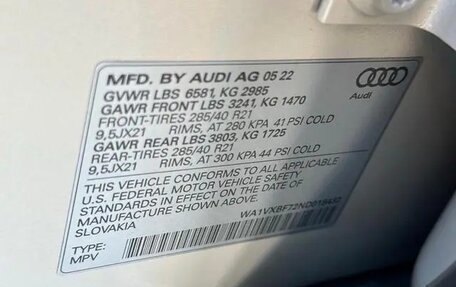 MFD. BY AUDI AG 05 22
GVWR LBS 6581, KG 2985
GAWR FRONT LBS 3241, KG 1470
FRONT-TIRES 285/40 R21
9,5JX21 RIMS, AT 280 KPA 41 PSI COLD
GAWR REAR LBS 3803, KG 1725
REAR-TIRES 285/40 R21
9,5JX21 RIMS, AT 300 KPA 44 PSI COLD
THIS VEHICLE CONFORMS TO ALL APPLICABLE
U.S. FEDERAL MOTOR VEHICLE SAFETY
STANDARDS IN EFFECT ON THE DATE OF
SLOVAKIA
TYPE:
MPV
Audi